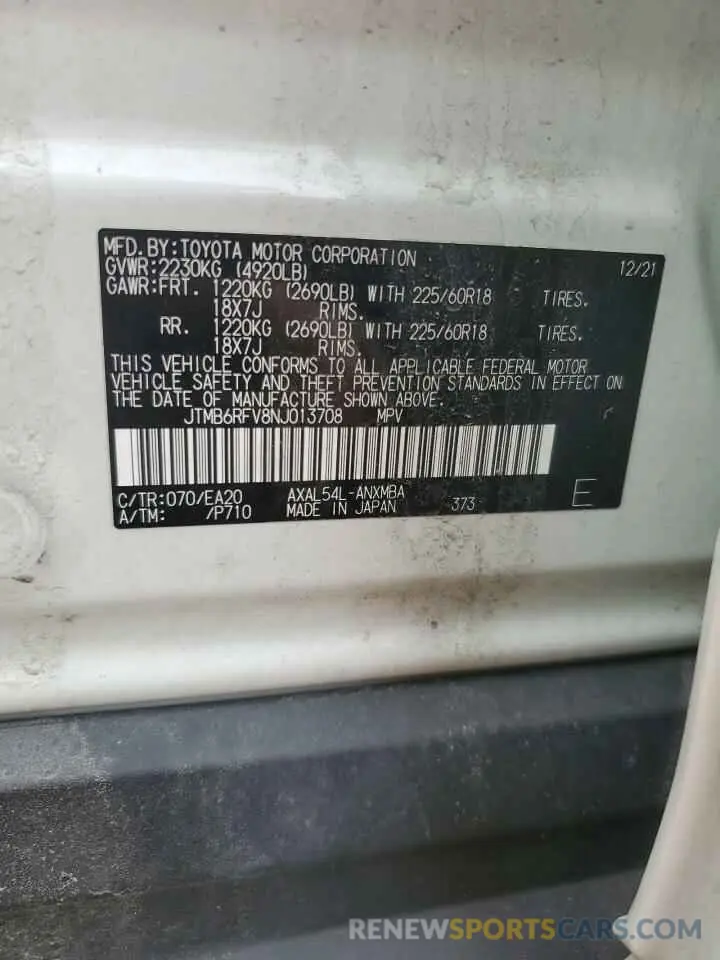 MFD.BY:TOYOTA MOTOR CORPORATION 12/21
GVWR:2230KG (4920LB)
GAWR:FRT. 1220KG (2690LB) WITH 225/60R18 TIRES.
18X7J RIMS.
RR. 1220KG (2690LB) WITH 225/60R18 TIRES.
18X7J RIMS.
THIS VEHICLE CONFORMS TO ALL APPLICABLE FEDERAL MOTOR
VEHICLE SAFETY AND THEFT PREVENTION STANDARDS IN EFFECT ON
THE DATE OF MANUFACTURE SHOWN ABOVE.
JTMB6RFV8NJ013708 MPV
C/TR:070/EA20 AXAL54L-ANXMBA
A/TM: /P710 MADE IN JAPAN 373 E
RENEWSPORTSCARS.COM